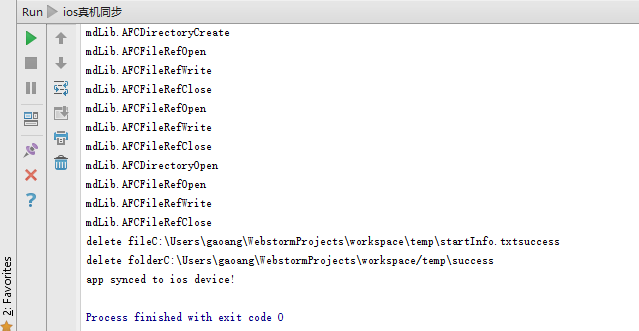 Run ios真机同步
mdLib.AFCDirectoryCreate
mdLib.AFCFileRefOpen
mdLib.AFCFileRefWrite
mdLib.AFCFileRefClose
mdLib.AFCFileRefOpen
mdLib.AFCFileRefWrite
mdLib.AFCFileRefClose
mdLib.AFCDirectoryOpen
mdLib.AFCFileRefOpen
mdLib.AFCFileRefWrite
mdLib.AFCFileRefClose
delete fileC:\Users\gaoang\WebstormProjects\workspace\temp\startInfo.txtsuccess
delete folderC:\Users\gaoang\WebstormProjects\workspace/temp\success
app synced to ios device!
Process finished with exit code 0
2: Favorites